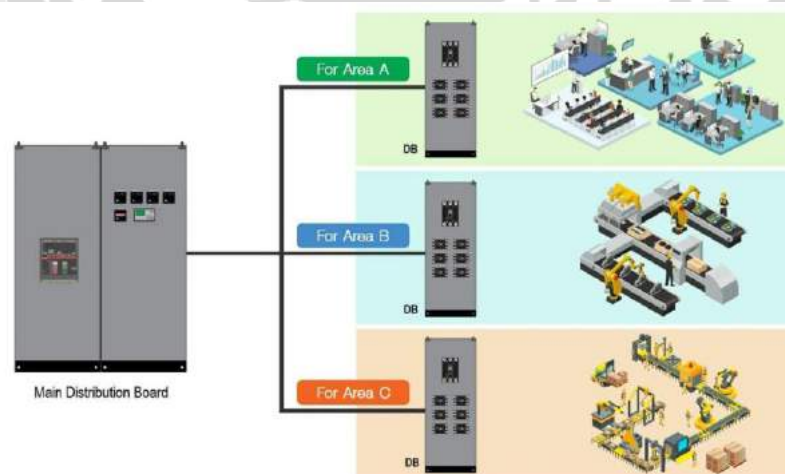 For Area A
DB
For Area B
DB
Main Distribution Board
For Area C
DB